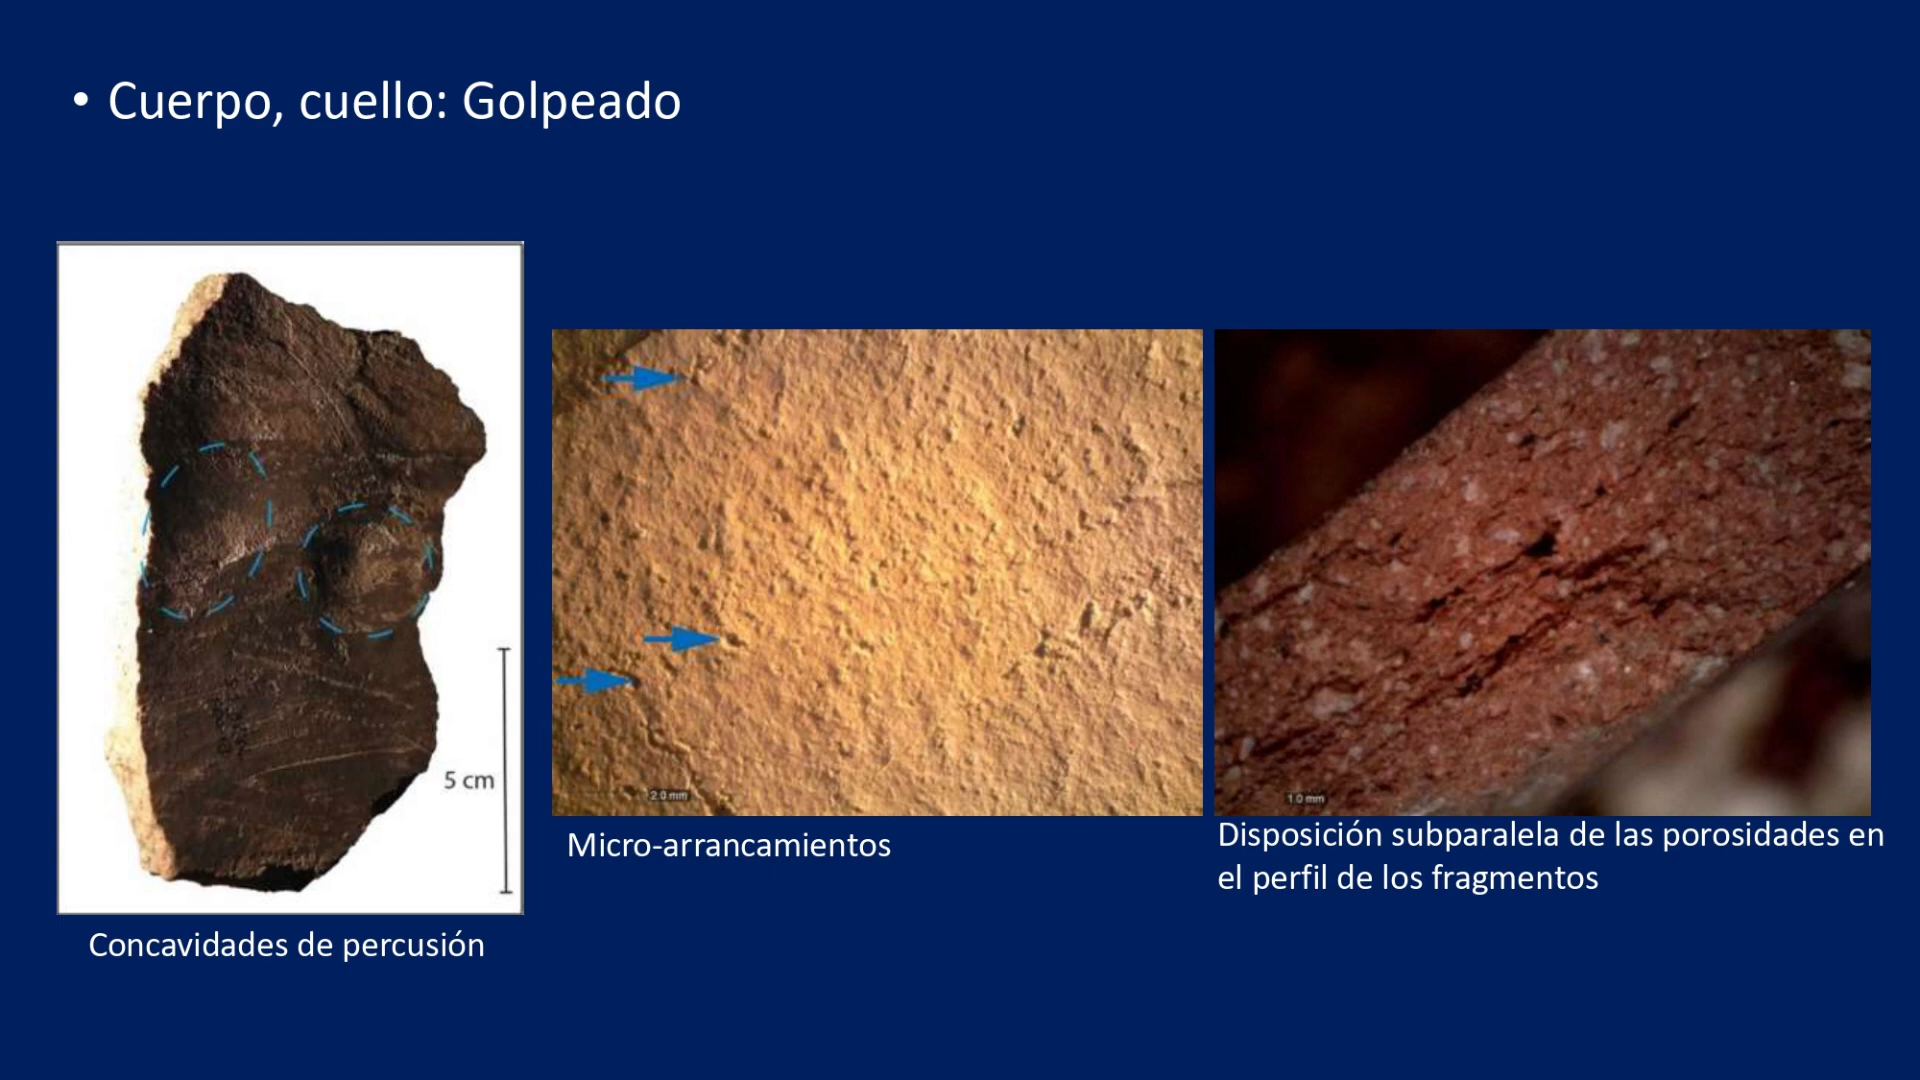 • Cuerpo, cuello: Golpeado
5 cm
2.0 mm
1.0 mm
Micro-arrancamientos
Disposición subparalela de las porosidades en
el perfil de los fragmentos
Concavidades de percusión